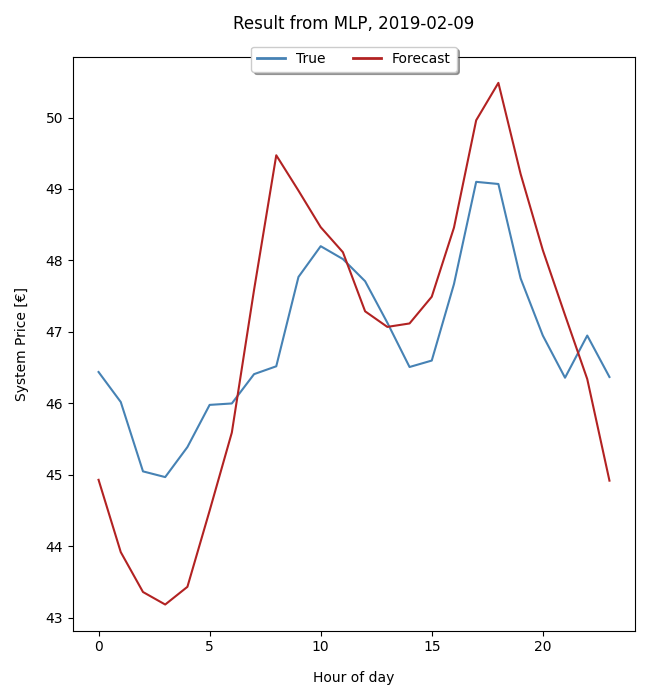 Result from MLP, 2019-02-09
True
Forecast
50
49
48
47
46
45
44
43
System Price [€]
0
5
10
15
20
Hour of day